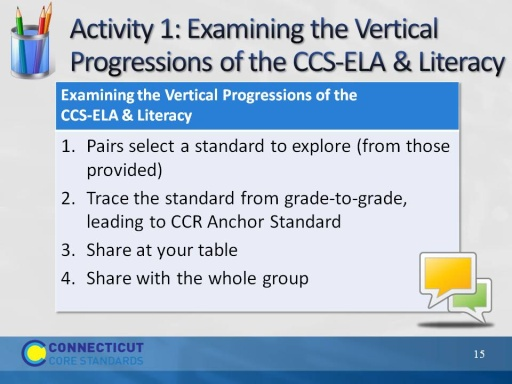 Activity 1: Examining the Vertical
Progressions of the CCS-ELA & Literacy
Examining the Vertical Progressions of the
CCS-ELA & Literacy
1. Pairs select a standard to explore (from those
provided)
2. Trace the standard from grade-to-grade,
leading to CCR Anchor Standard
3. Share at your table
4. Share with the whole group
CONNECTICUT
CORE STANDARDS
15